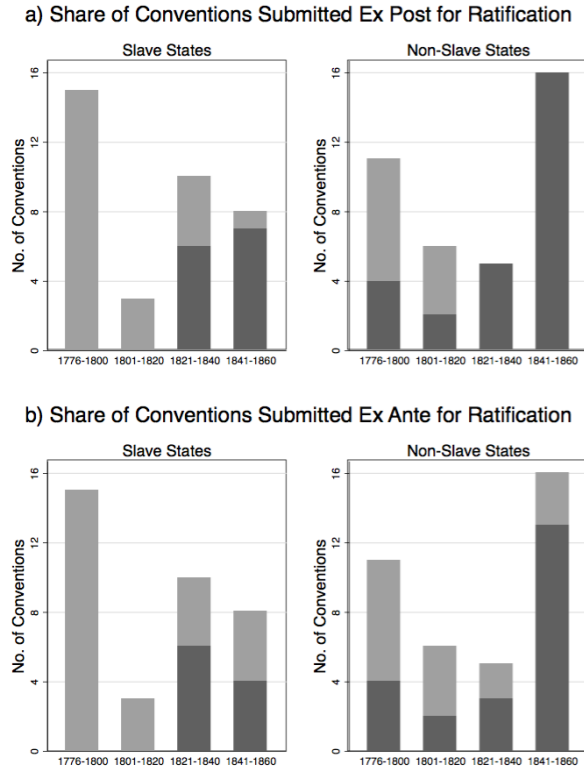 a) Share of Conventions Submitted Ex Post for Ratification
Slave States
Non-Slave States
No. of Conventions
16
12
8
4
0
1776-1800 1801-1820 1821-1840 1841-1860
No. of Conventions
16
12
8
4
0
1776-1800 1801-1820 1821-1840 1841-1860
b) Share of Conventions Submitted Ex Ante for Ratification
Slave States
Non-Slave States
No. of Conventions
16
12
8
4
0
1776-1800 1801-1820 1821-1840 1841-1860
No. of Conventions
16
12
8
4
0
1776-1800 1801-1820 1821-1840 1841-1860